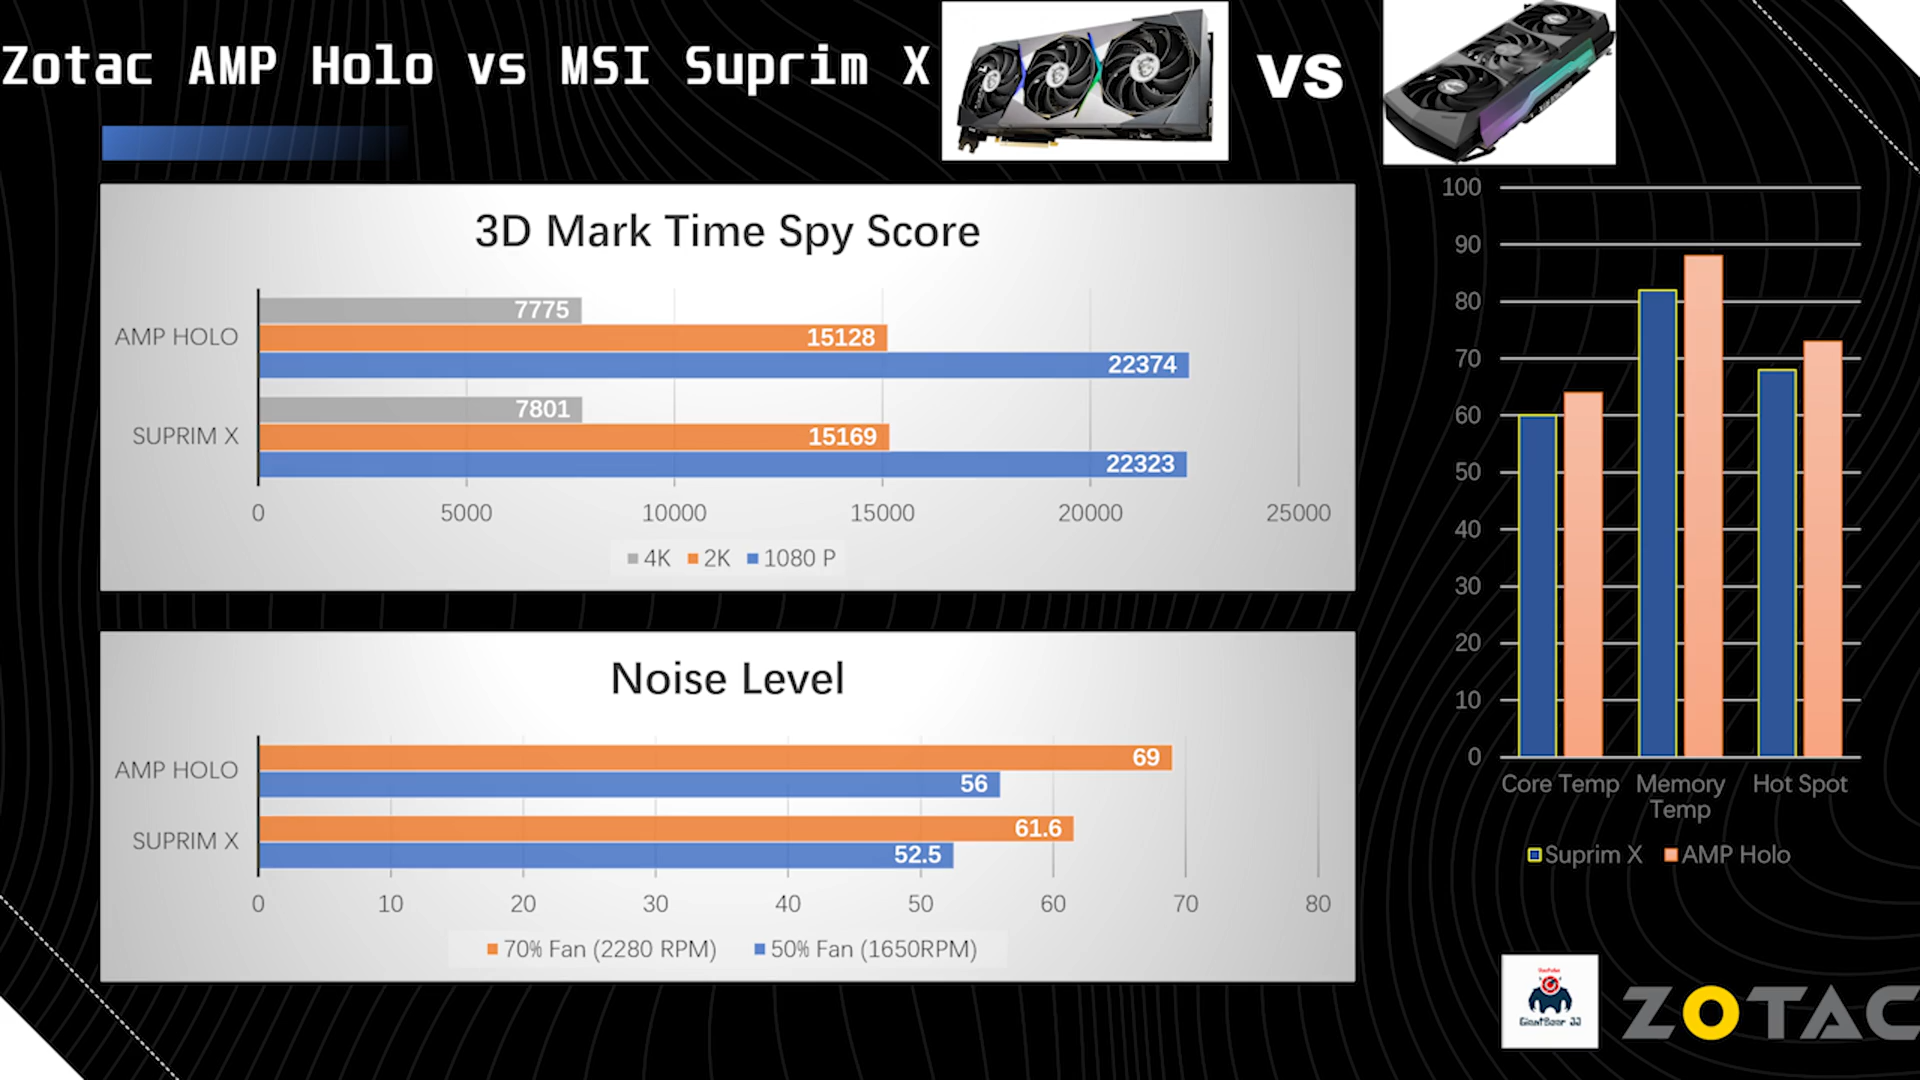 Zotac AMP Holo vs MSI Suprim X
VS
3D Mark Time Spy Score
AMP HOLO
7775
15128
22374
SUPRIM X
7801
15169
22323
0 5000 10000 15000 20000 25000
4K 2K 1080 P
Noise Level
AMP HOLO
69
56
SUPRIM X
61.6
52.5
0 10 20 30 40 50 60 70 80
70% Fan (2280 RPM) 50% Fan (1650RPM)
100
90
80
70
60
50
40
30
20
10
0
Core Temp Memory Temp Hot Spot
Suprim X AMP Holo
GiantBear JJ
ZOTAC